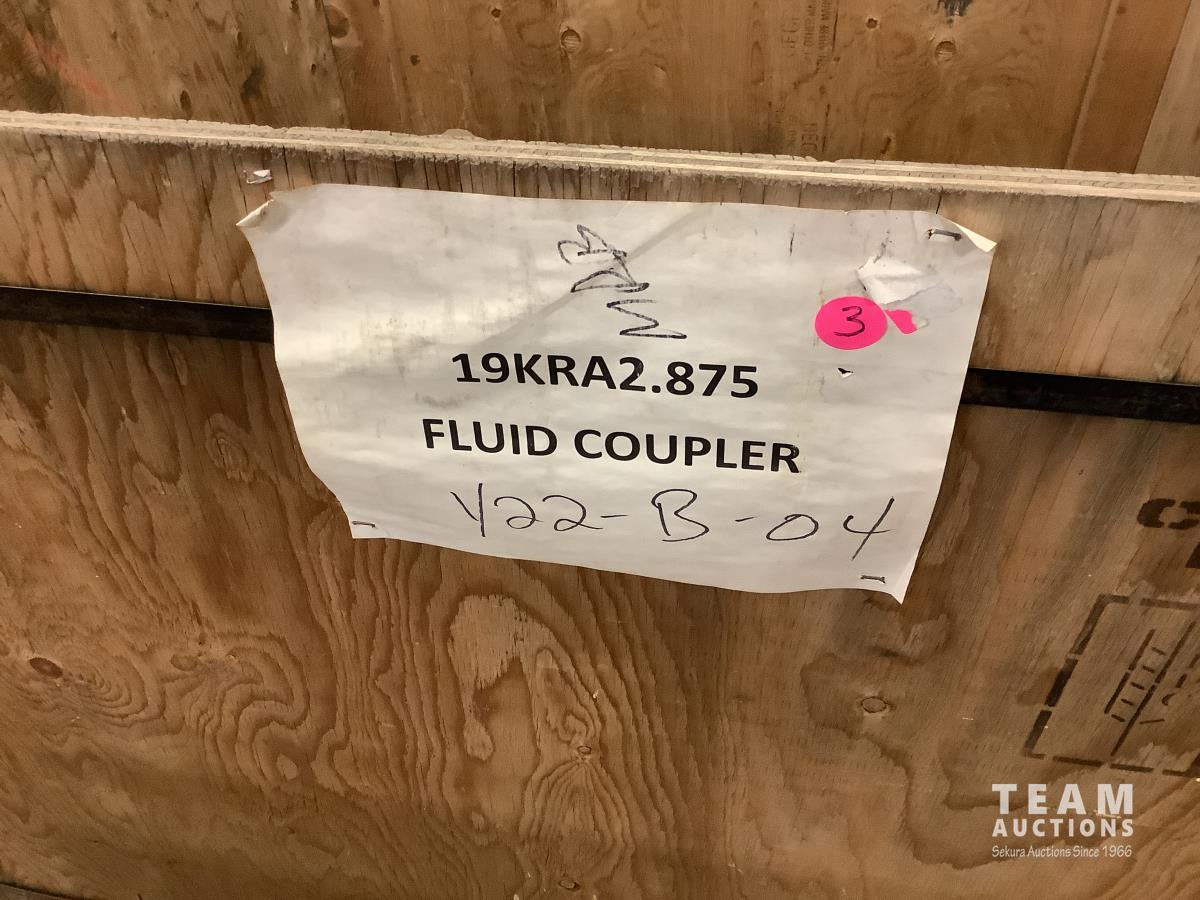 3
19KRA2.875
FLUID COUPLER
Y22-B-04
TEAM
AUCTIONS
Sekura Auctions Since 1966